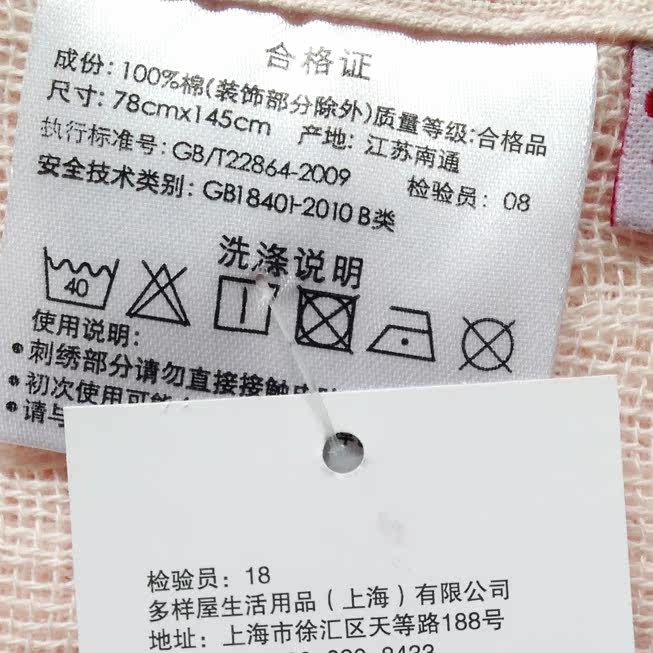 合格证
成份: 100%棉(装饰部分除外)质量等级:合格品
尺寸: 78cmx145cm 产地: 江苏南通
执行标准号: GB/T22864-2009 检验员: 08
安全技术类别: GB18401-2010 B类
洗涤说明
40
使用说明:
• 刺绣部分请勿直接接触
• 初次使用可能
• 请与
检验员: 18
多样屋生活用品(上海)有限公司
地址: 上海市徐汇区天等路188号